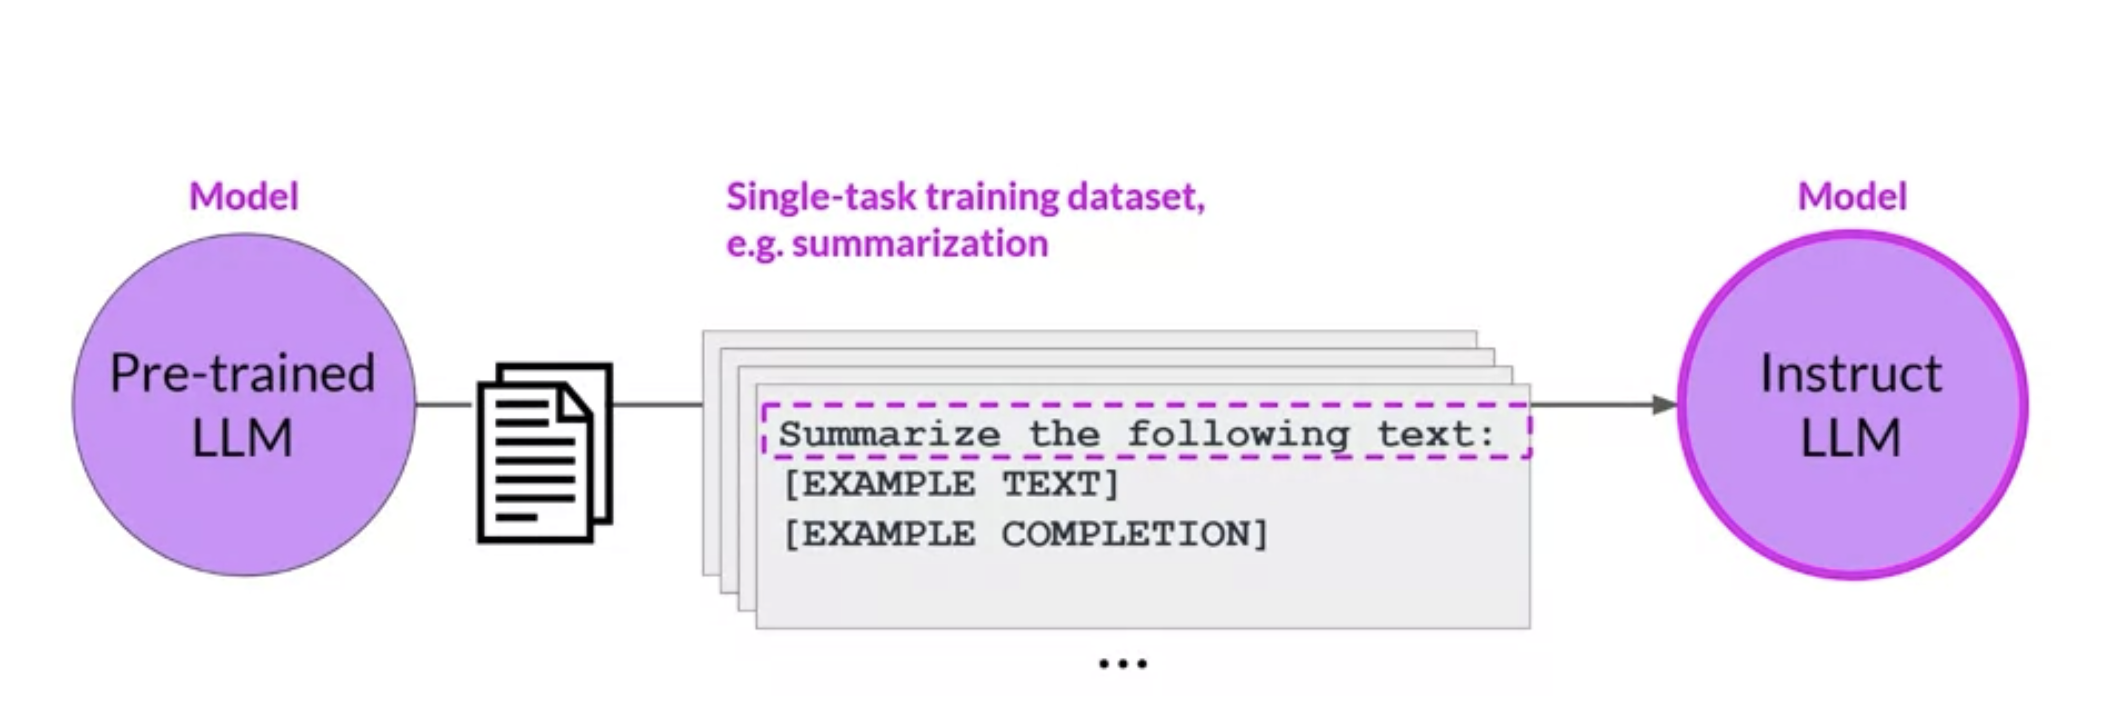 Model
Pre-trained
LLM
Single-task training dataset,
e.g. summarization
Summarize the following text:
[EXAMPLE TEXT]
[EXAMPLE COMPLETION]
...
Model
Instruct
LLM